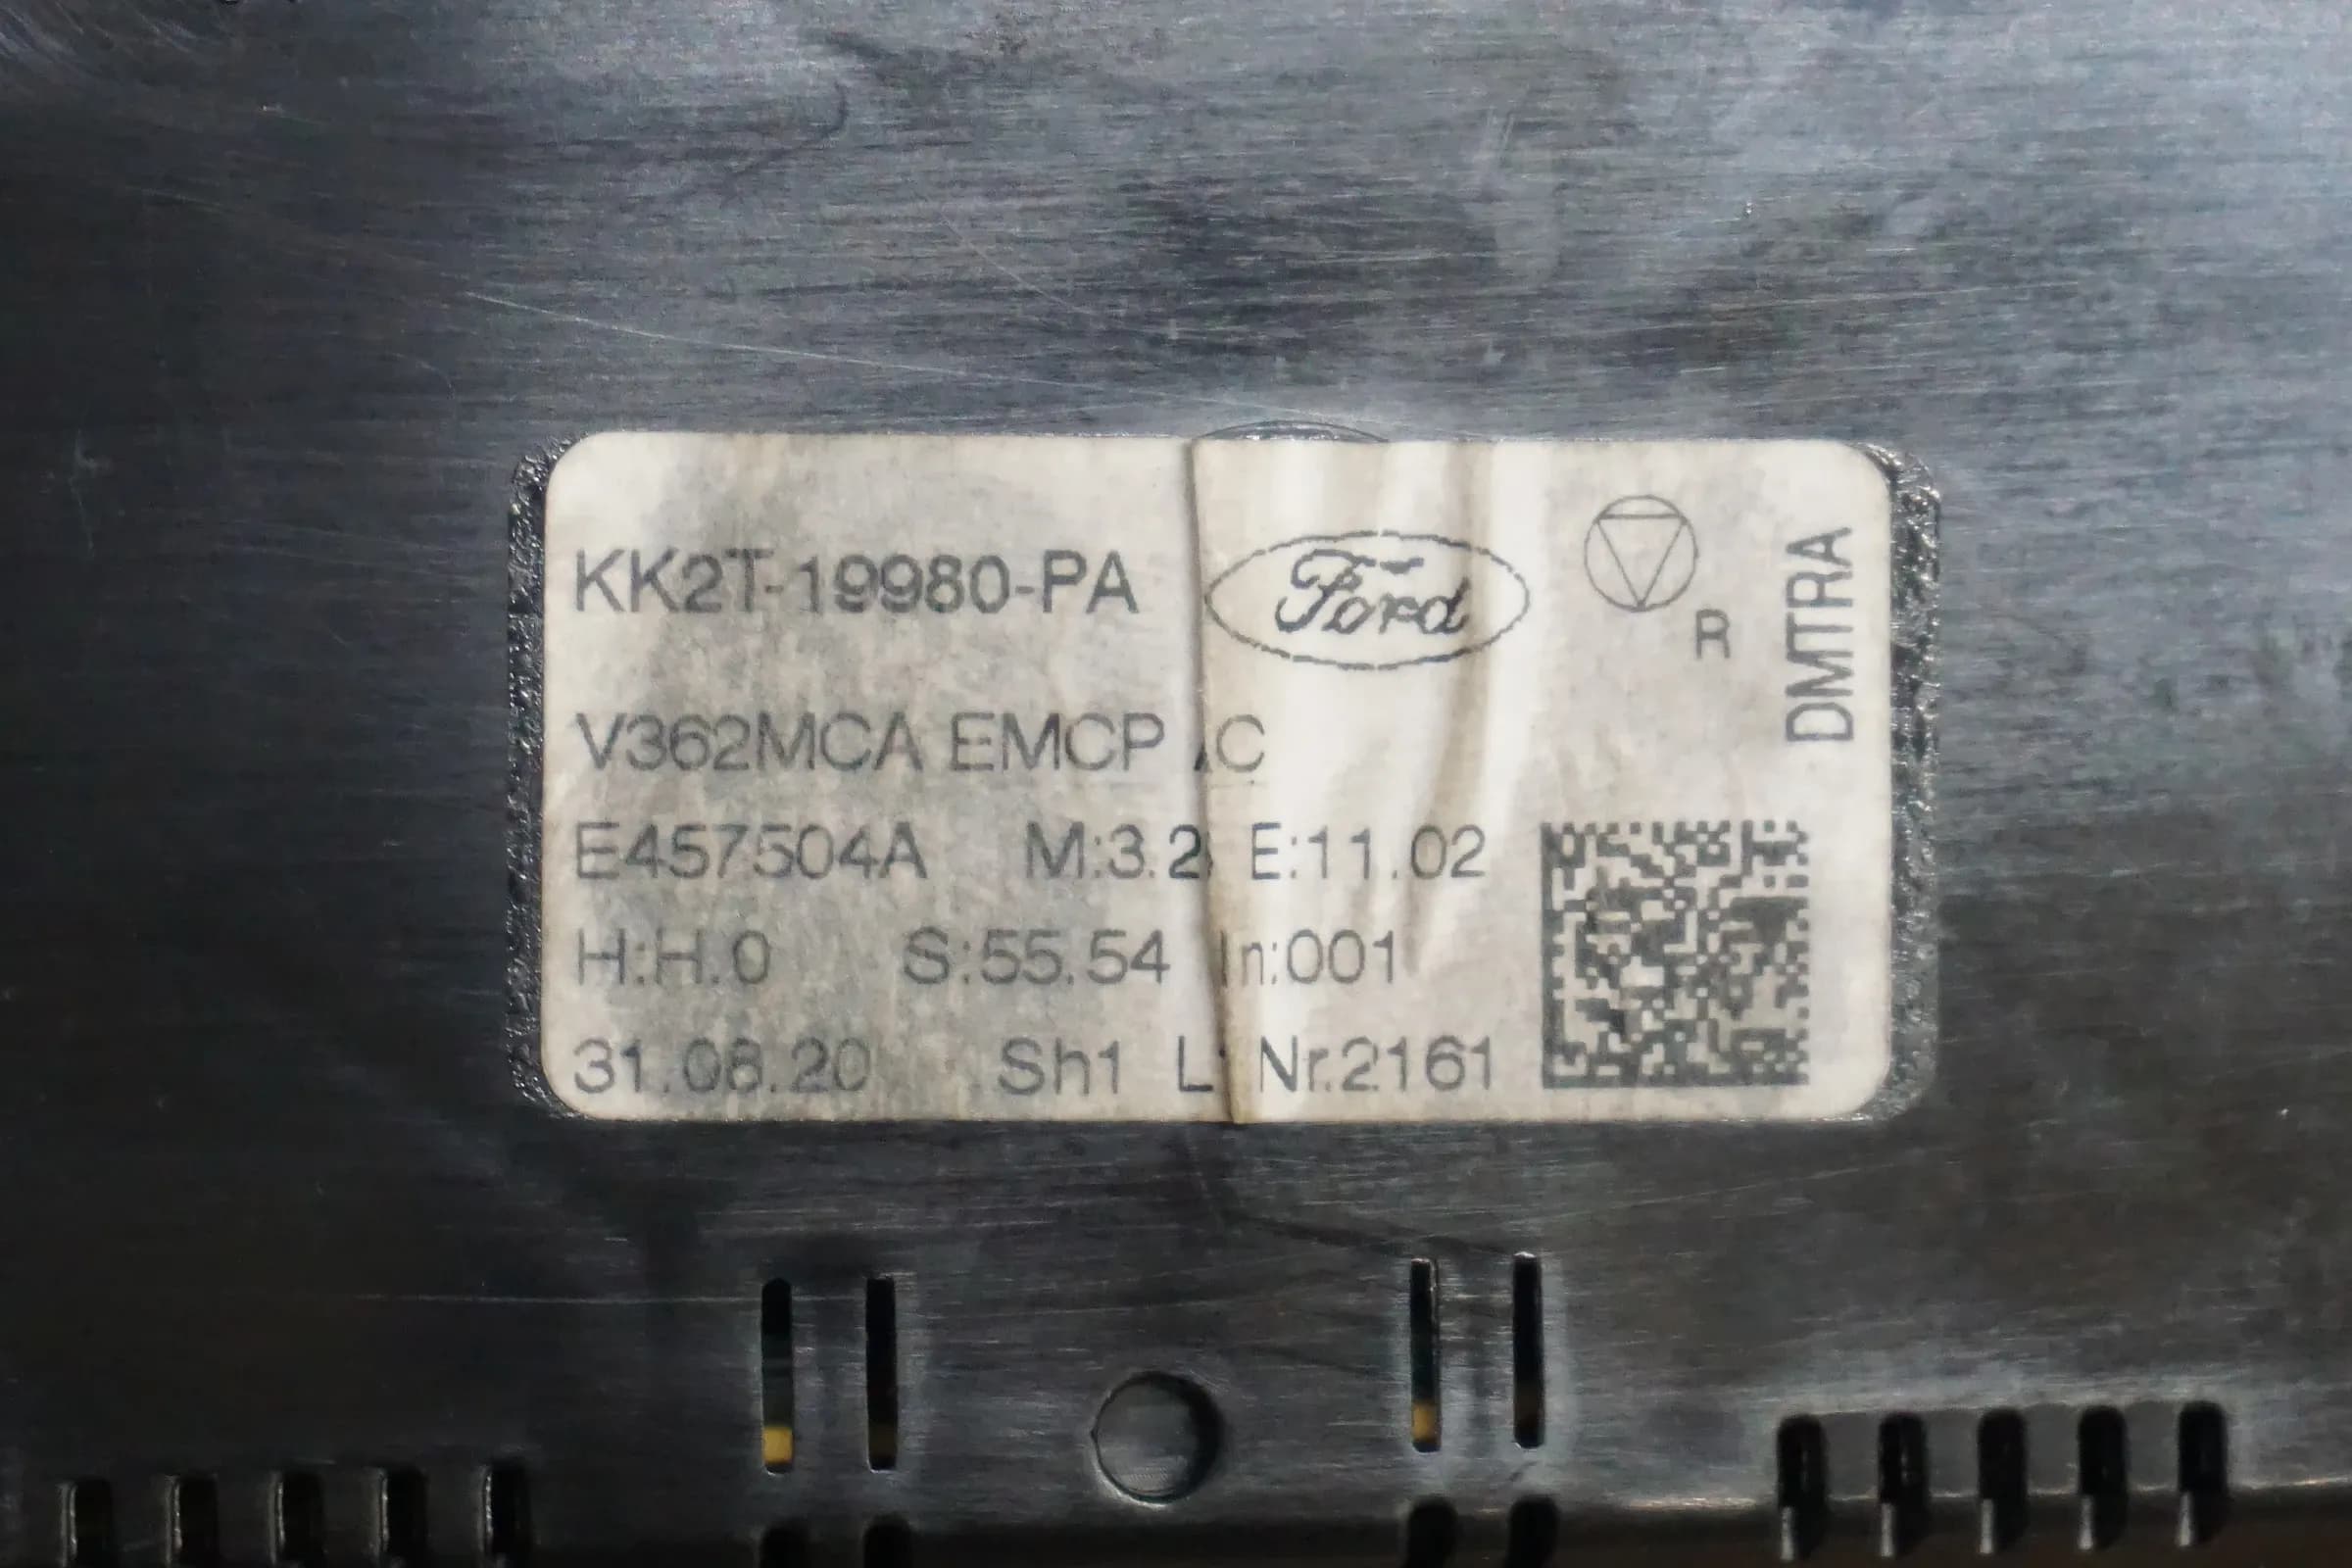 KK2T-19980-PA
Ford
R
DMTRA
V362MCA EMCP
E457504A M:3.2 E:11.02
H:H.0 S:55.54 In:001
31.08.20 Sh1 L: Nr.2161